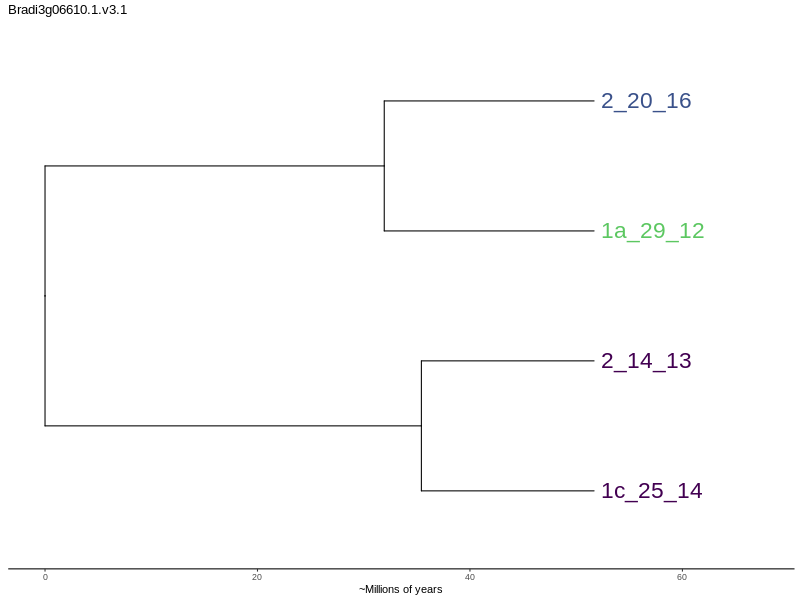 Bradi3g06610.1.v3.1
2_20_16
1a_29_12
2_14_13
1c_25_14
0 20 40 60
~Millions of years